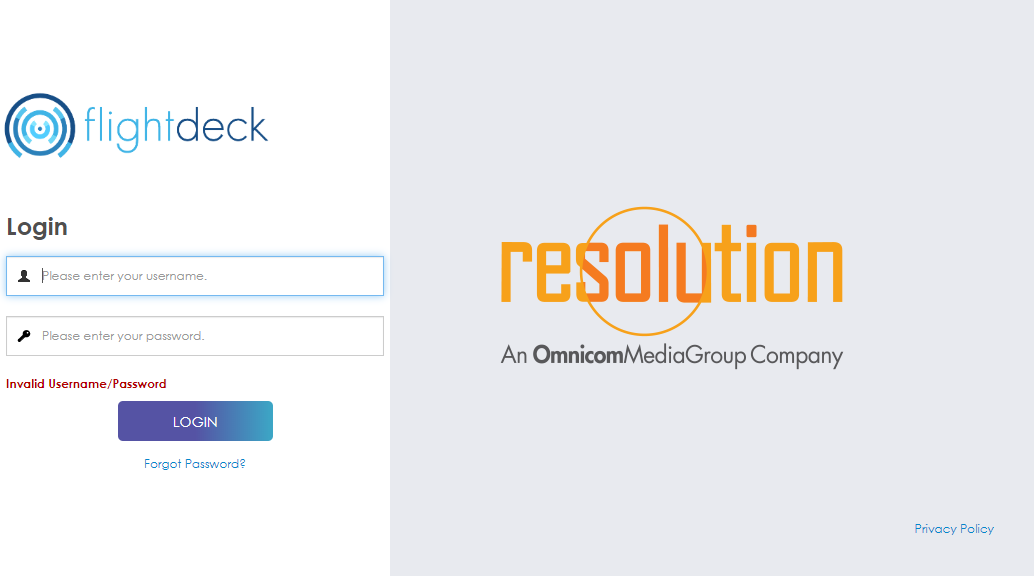 flightdeck
Login
Please enter your username.
Please enter your password.
Invalid Username/Password
LOGIN
Forgot Password?
resolution
An OmnicomMediaGroup Company
Privacy Policy